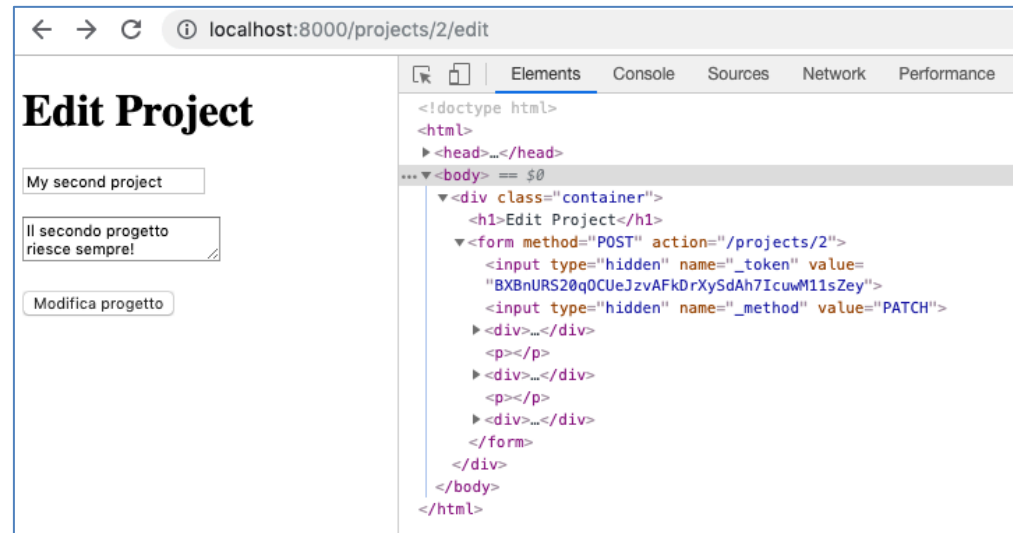 localhost:8000/projects/2/edit
Elements Console Sources Network Performance
Edit Project
My second project
Il secondo progetto
riesce sempre!
Modifica progetto
<!doctype html>
<html>
▶<head>…</head>
…▼<body> == $0
▼<div class="container">
<h1>Edit Project</h1>
▼<form method="POST" action="/projects/2">
<input type="hidden" name="_token" value=
"BXBnURS20qOCUeJzvAFkDrXySdAh7IcuwM11sZey">
<input type="hidden" name="_method" value="PATCH">
▶<div>…</div>
<p></p>
▶<div>…</div>
<p></p>
▶<div>…</div>
</form>
</div>
</body>
</html>